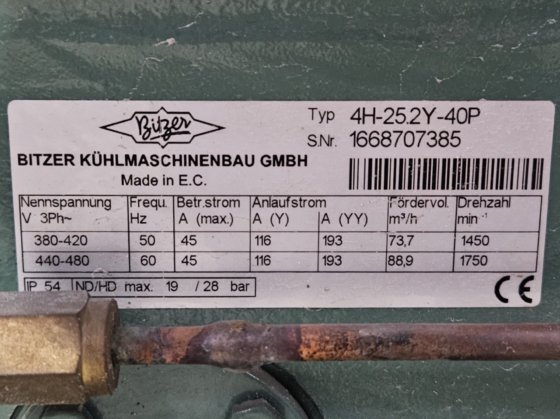 Bitzer
Typ 4H-25.2Y-40P
S.Nr. 1668707385
BITZER KÜHLMASCHINENBAU GMBH
Made in E.C.
Nennspannung Frequ. Betr.strom Anlaufstrom Fördervol. Drehzahl
V 3Ph~ Hz A (max.) A (Y) A (YY) m³/h min⁻¹
380-420 50 45 116 193 73,7 1450
440-480 60 45 116 193 88,9 1750
IP 54 ND/HD max. 19 / 28 bar
CE